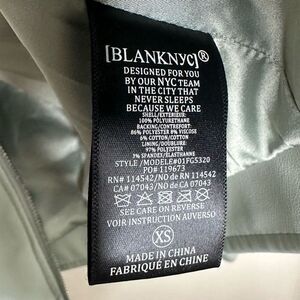 [BLANKNYC]®
DESIGNED FOR YOU
BY OUR NYC TEAM
IN THE CITY THAT
NEVER SLEEPS
BECAUSE WE CARE
SHELL/EXTERIEUR:
100% POLYURETHANE
BACKING/CONTREFORT:
86% POLYESTER 8% VISCOSE
6% COTTON/COTTON
LINING/DOUBLURE:
97% POLYESTER
3% SPANDEX/ELASTHANNE
STYLE /MODELE#01FGS320
PO# 119673
RN# 114542/NO de RN# 114542
CA# 07043/NO de CA# 07043
SEE CARE ON REVERSE
VOIR INSTRUCTION AUVERSO
XS
MADE IN CHINA
FABRIQUÉ EN CHINE